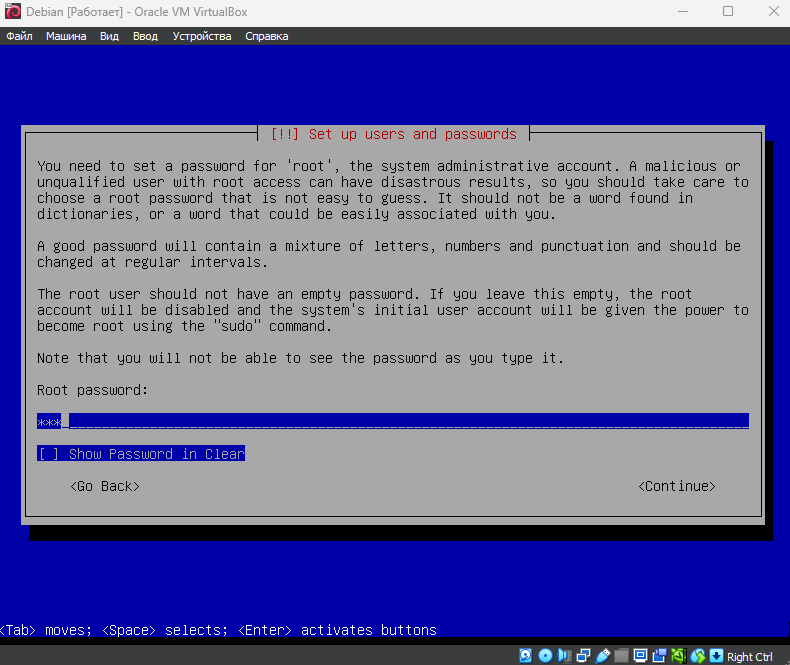 Debian [Работает] - Oracle VM VirtualBox
Файл Машина Вид Ввод Устройства Справка
[!!] Set up users and passwords
You need to set a password for 'root', the system administrative account. A malicious or
unqualified user with root access can have disastrous results, so you should take care to
choose a root password that is not easy to guess. It should not be a word found in
dictionaries, or a word that could be easily associated with you.
A good password will contain a mixture of letters, numbers and punctuation and should be
changed at regular intervals.
The root user should not have an empty password. If you leave this empty, the root
account will be disabled and the system's initial user account will be given the power to
become root using the "sudo" command.
Note that you will not be able to see the password as you type it.
Root password:
***
[ ] Show Password in Clear
<Go Back> <Continue>
<Tab> moves; <Space> selects; <Enter> activates buttons
Right Ctrl